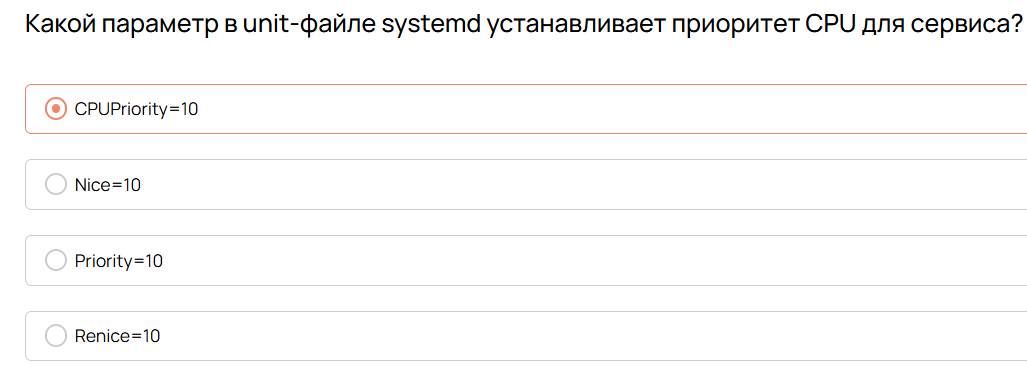 Какой параметр в unit-файле systemd устанавливает приоритет CPU для сервиса?
CPUPriority=10
Nice=10
Priority=10
Renice=10